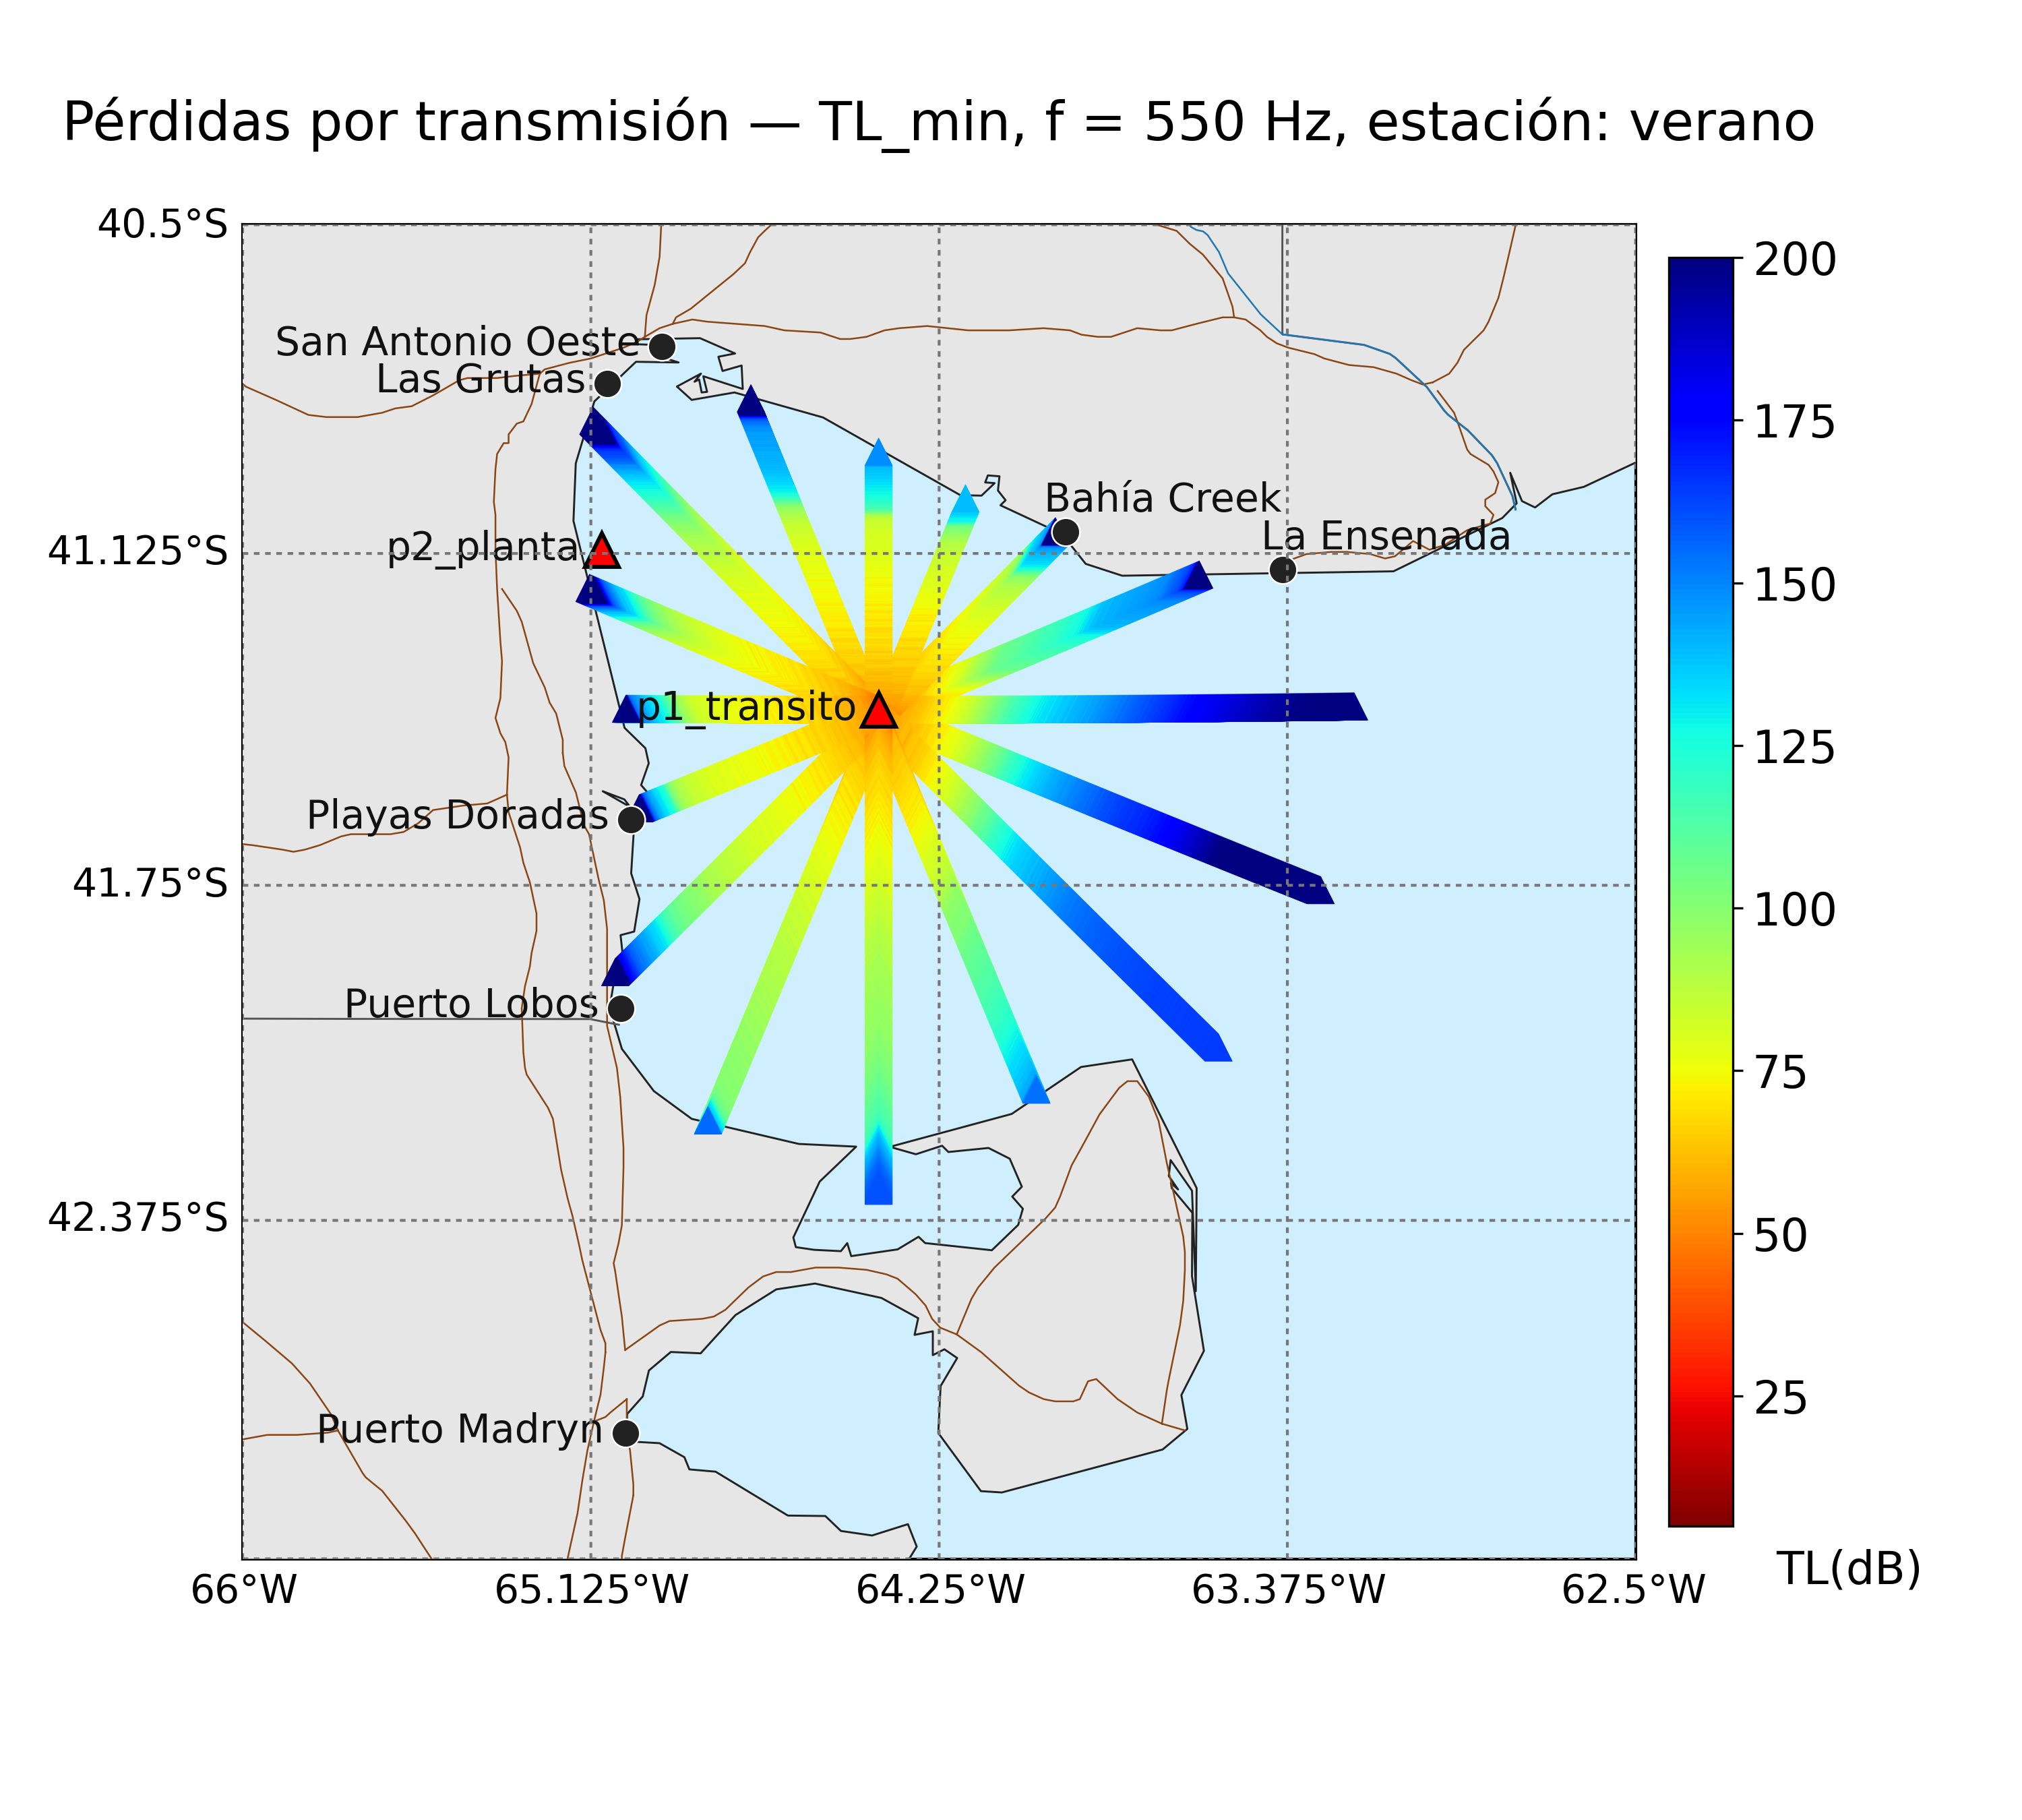 Pérdidas por transmisión — TL_min, f = 550 Hz, estación: verano
40.5°S
200
San Antonio Oeste
Las Grutas
175
Bahía Creek
La Ensenada
p2_planta
41.125°S
150
p1_transito
125
Playas Doradas
41.75°S
100
Puerto Lobos
75
42.375°S
50
25
Puerto Madryn
TL(dB)
66°W
65.125°W
64.25°W
63.375°W
62.5°W